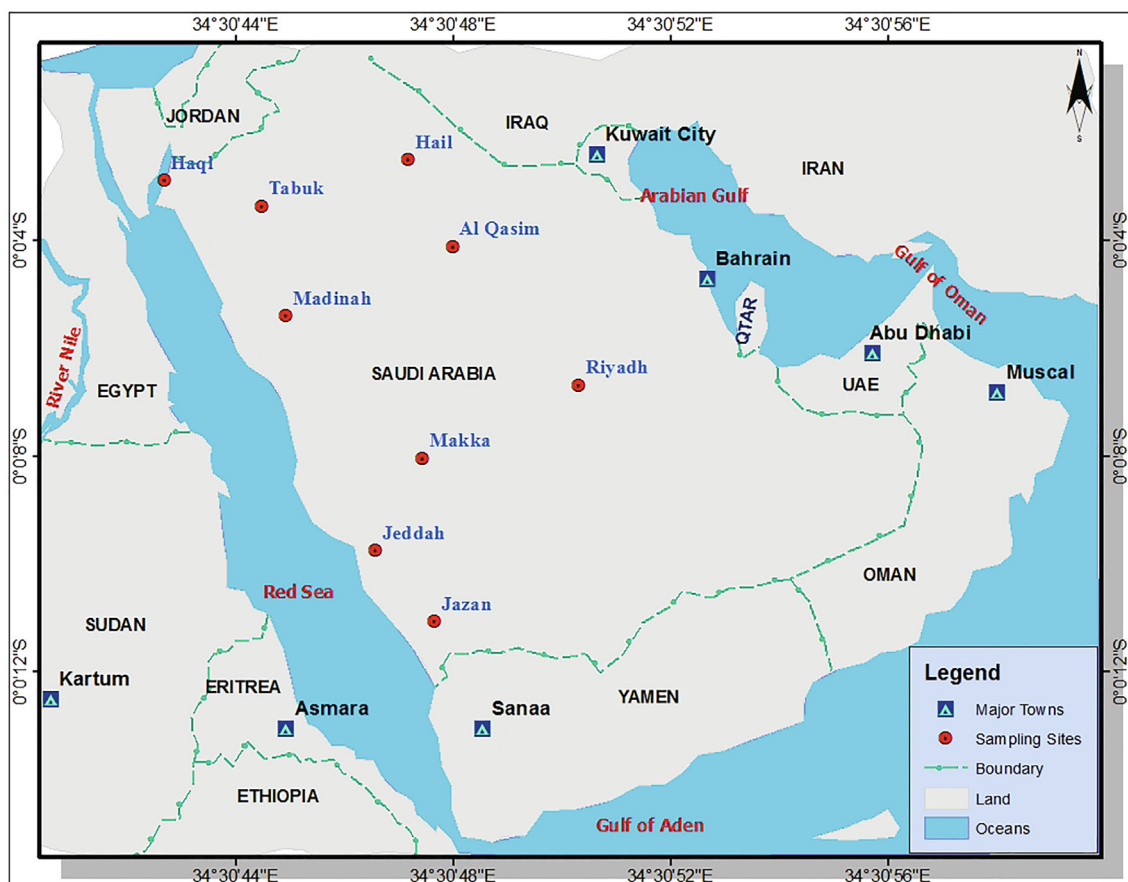 34°30'44"E 34°30'48"E 34°30'52"E 34°30'56"E
N
S
JORDAN
IRAQ
Kuwait City
Hail
Haql
IRAN
Tabuk
Arabian Gulf
Al Qasim
0°0'4"S
0°0'4"S
Bahrain
Gulf of Oman
Madinah
QTAR
Abu Dhabi
River Nile
SAUDI ARABIA
Riyadh
Muscal
EGYPT
UAE
Makka
0°0'8"S
0°0'8"S
Jeddah
OMAN
Red Sea
Jazan
SUDAN
0°0'12"S
0°0'12"S
Kartum
ERITREA
YAMEN
Asmara
Sanaa
ETHIOPIA
Gulf of Aden
Legend
Major Towns
Sampling Sites
Boundary
Land
Oceans
34°30'44"E 34°30'48"E 34°30'52"E 34°30'56"E